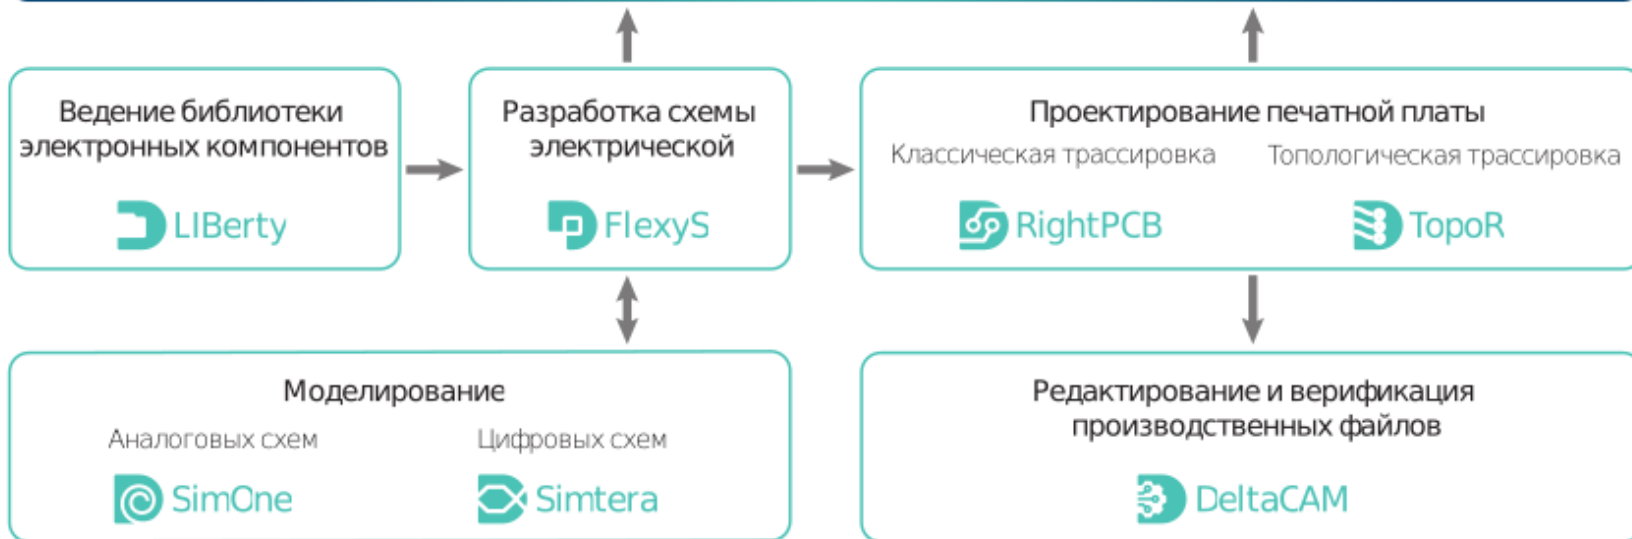 Ведение библиотеки
электронных компонентов
LIBerty
Разработка схемы
электрической
FlexyS
Проектирование печатной платы
Классическая трассировка
RightPCB
Топологическая трассировка
TopoR
Моделирование
Аналоговых схем
SimOne
Цифровых схем
Simtera
Редактирование и верификация
производственных файлов
DeltaCAM